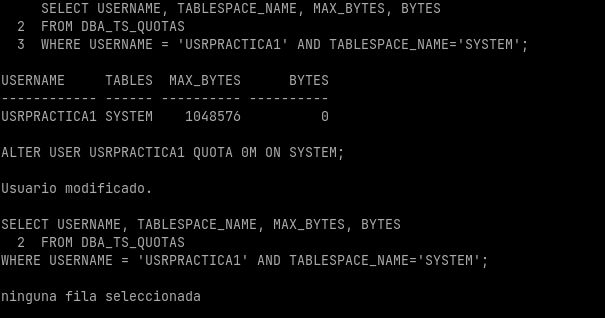 SELECT USERNAME, TABLESPACE_NAME, MAX_BYTES, BYTES
  2  FROM DBA_TS_QUOTAS
  3  WHERE USERNAME = 'USRPRACTICA1' AND TABLESPACE_NAME='SYSTEM';
USERNAME     TABLES  MAX_BYTES      BYTES
------------ ------ ---------- ----------
USRPRACTICA1 SYSTEM    1048576          0
ALTER USER USRPRACTICA1 QUOTA 0M ON SYSTEM;
Usuario modificado.
SELECT USERNAME, TABLESPACE_NAME, MAX_BYTES, BYTES
  2  FROM DBA_TS_QUOTAS
WHERE USERNAME = 'USRPRACTICA1' AND TABLESPACE_NAME='SYSTEM';
ninguna fila seleccionada